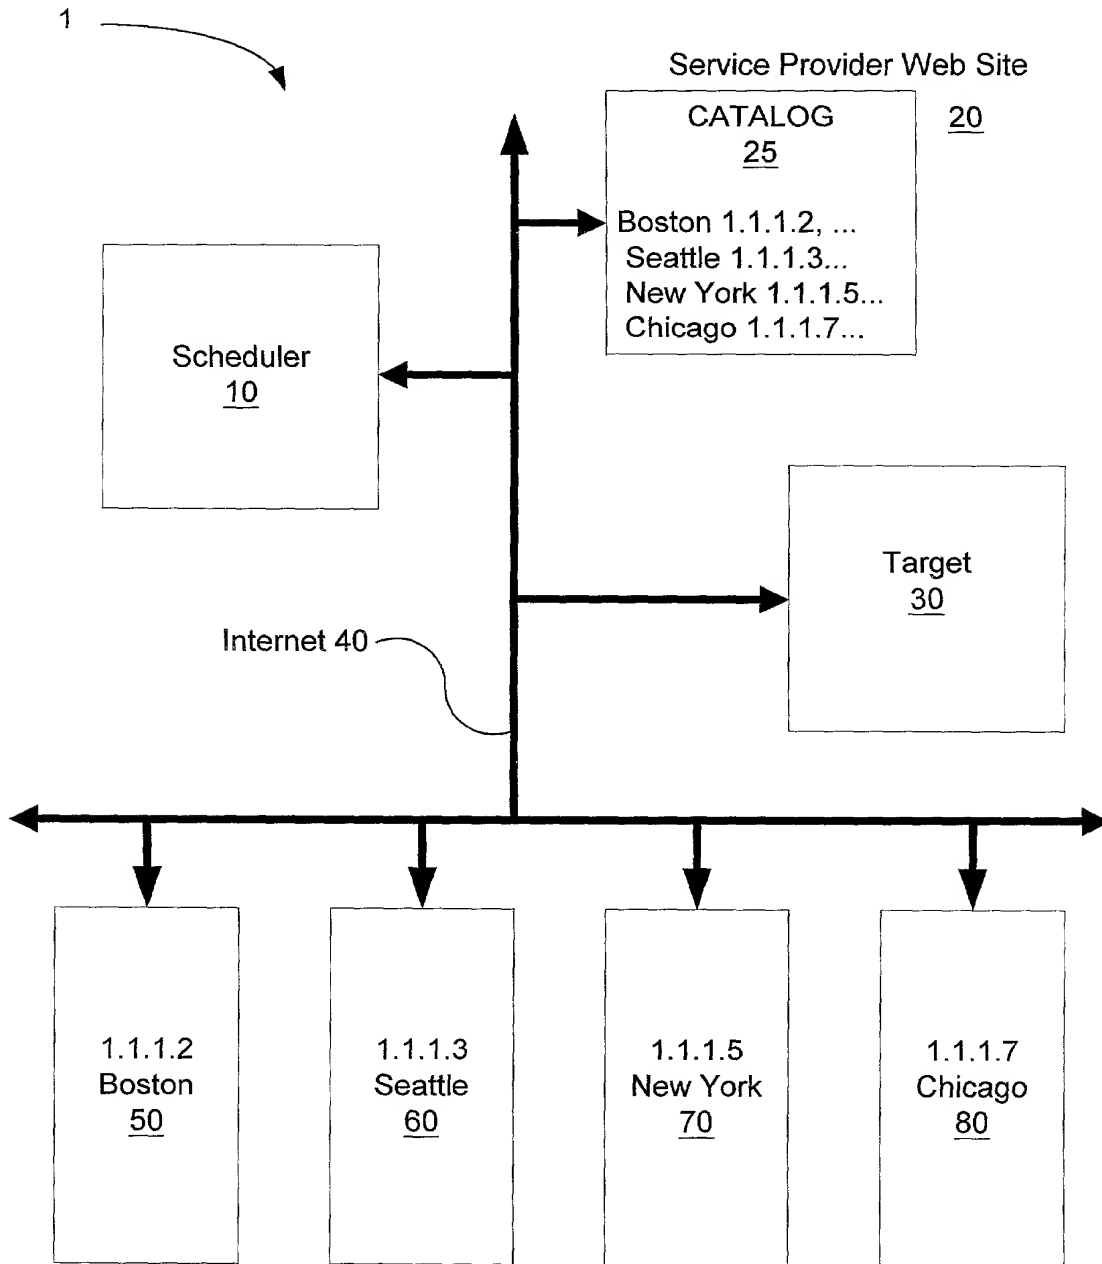 1
Service Provider Web Site
20
CATALOG
25
Boston 1.1.1.2, ...
Seattle 1.1.1.3...
New York 1.1.1.5...
Chicago 1.1.1.7...
Scheduler
10
Target
30
Internet 40
1.1.1.2
Boston
50
1.1.1.3
Seattle
60
1.1.1.5
New York
70
1.1.1.7
Chicago
80